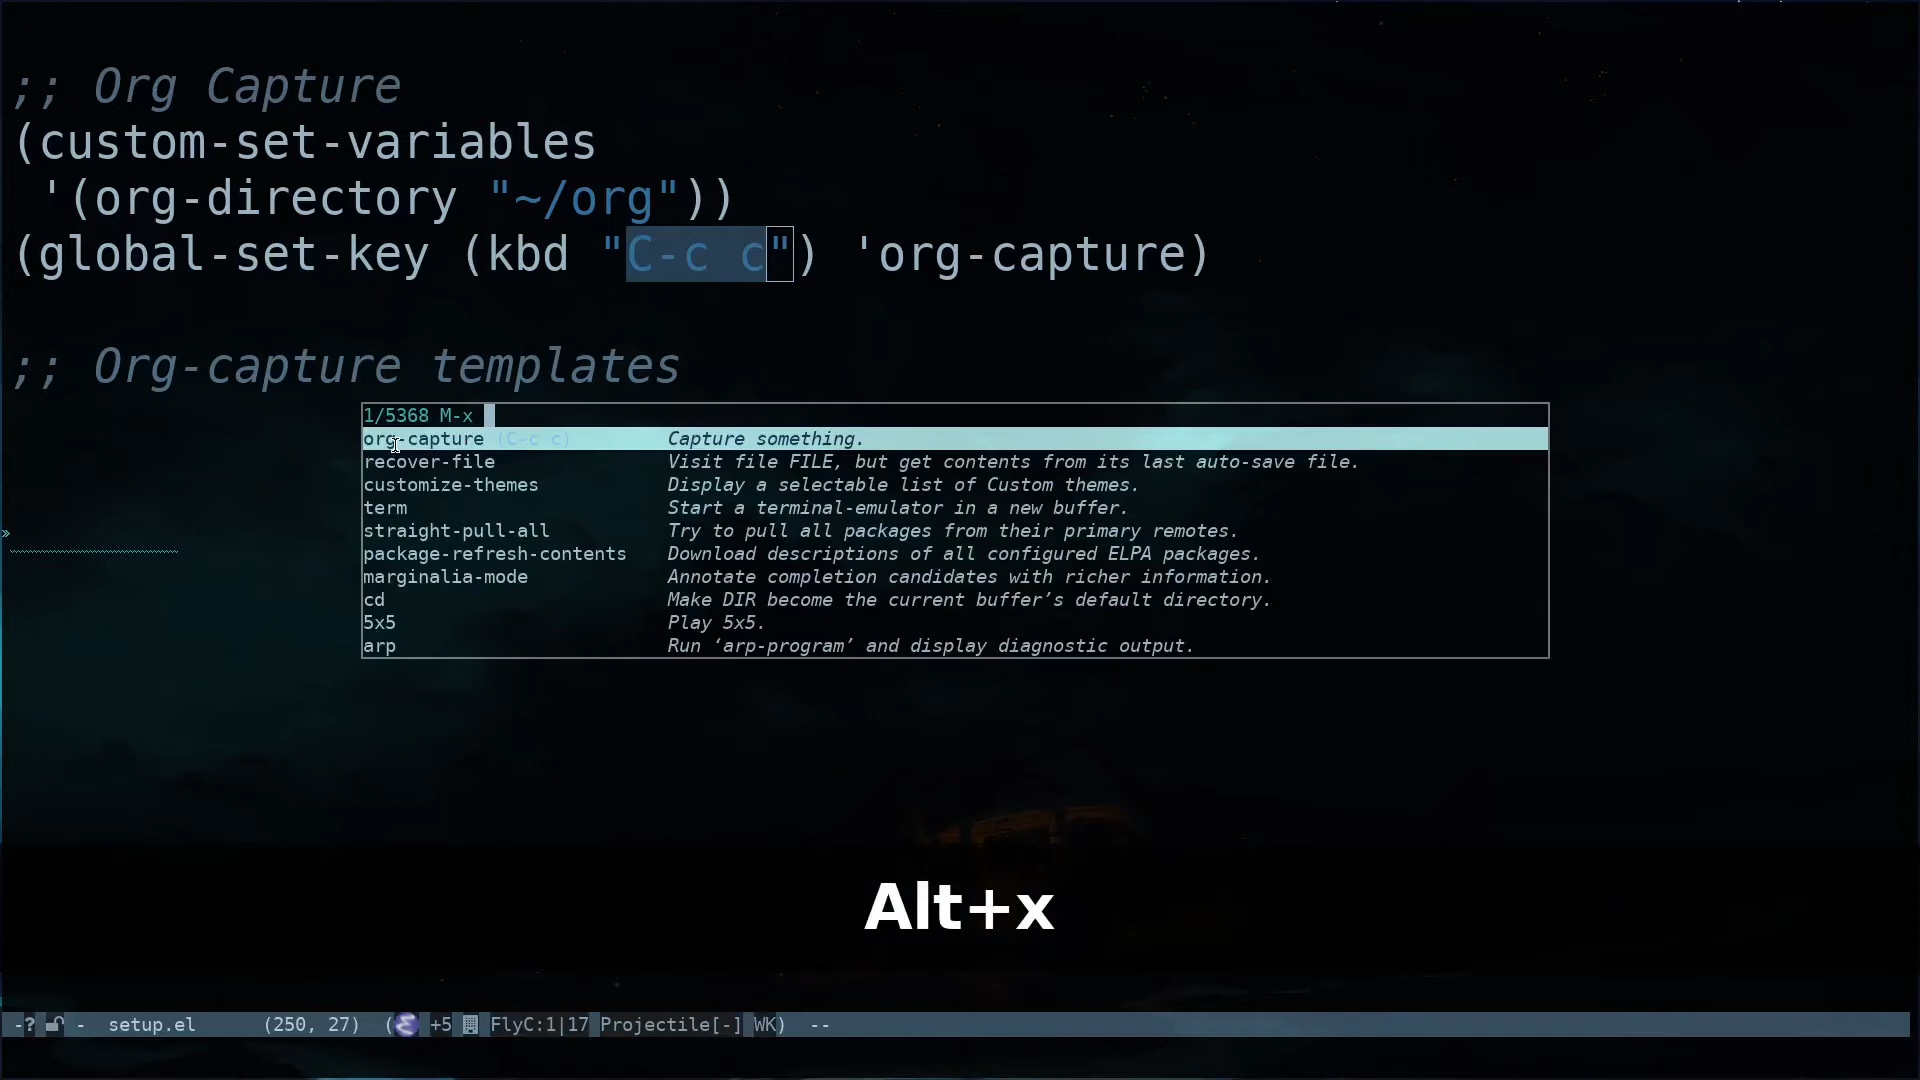 ;; Org Capture
(custom-set-variables
 '(org-directory "~/org"))
(global-set-key (kbd "C-c c") 'org-capture)
;; Org-capture templates
1/5368 M-x
org-capture (C-c c) Capture something.
recover-file Visit file FILE, but get contents from its last auto-save file.
customize-themes Display a selectable list of Custom themes.
term Start a terminal-emulator in a new buffer.
straight-pull-all Try to pull all packages from their primary remotes.
package-refresh-contents Download descriptions of all configured ELPA packages.
marginalia-mode Annotate completion candidates with richer information.
cd Make DIR become the current buffer’s default directory.
5x5 Play 5x5.
arp Run ‘arp-program’ and display diagnostic output.
»
Alt+x
-? - setup.el (250, 27) ( +5 FlyC:1|17 Projectile[-] WK) --